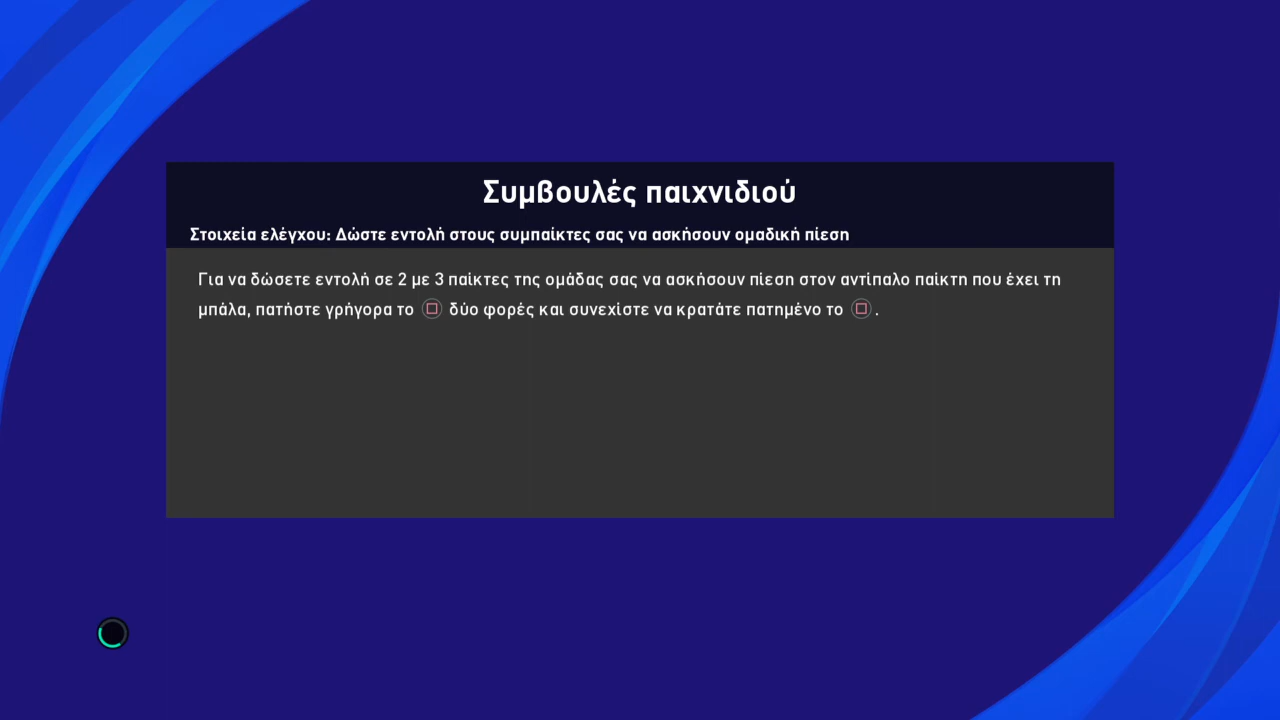 Συμβουλές παιχνιδιού
Στοιχεία ελέγχου: Δώστε εντολή στους συμπαίκτες σας να ασκήσουν ομαδική πίεση
Για να δώσετε εντολή σε 2 με 3 παίκτες της ομάδας σας να ασκήσουν πίεση στον αντίπαλο παίκτη που έχει τη
μπάλα, πατήστε γρήγορα το □ δύο φορές και συνεχίστε να κρατάτε πατημένο το □.